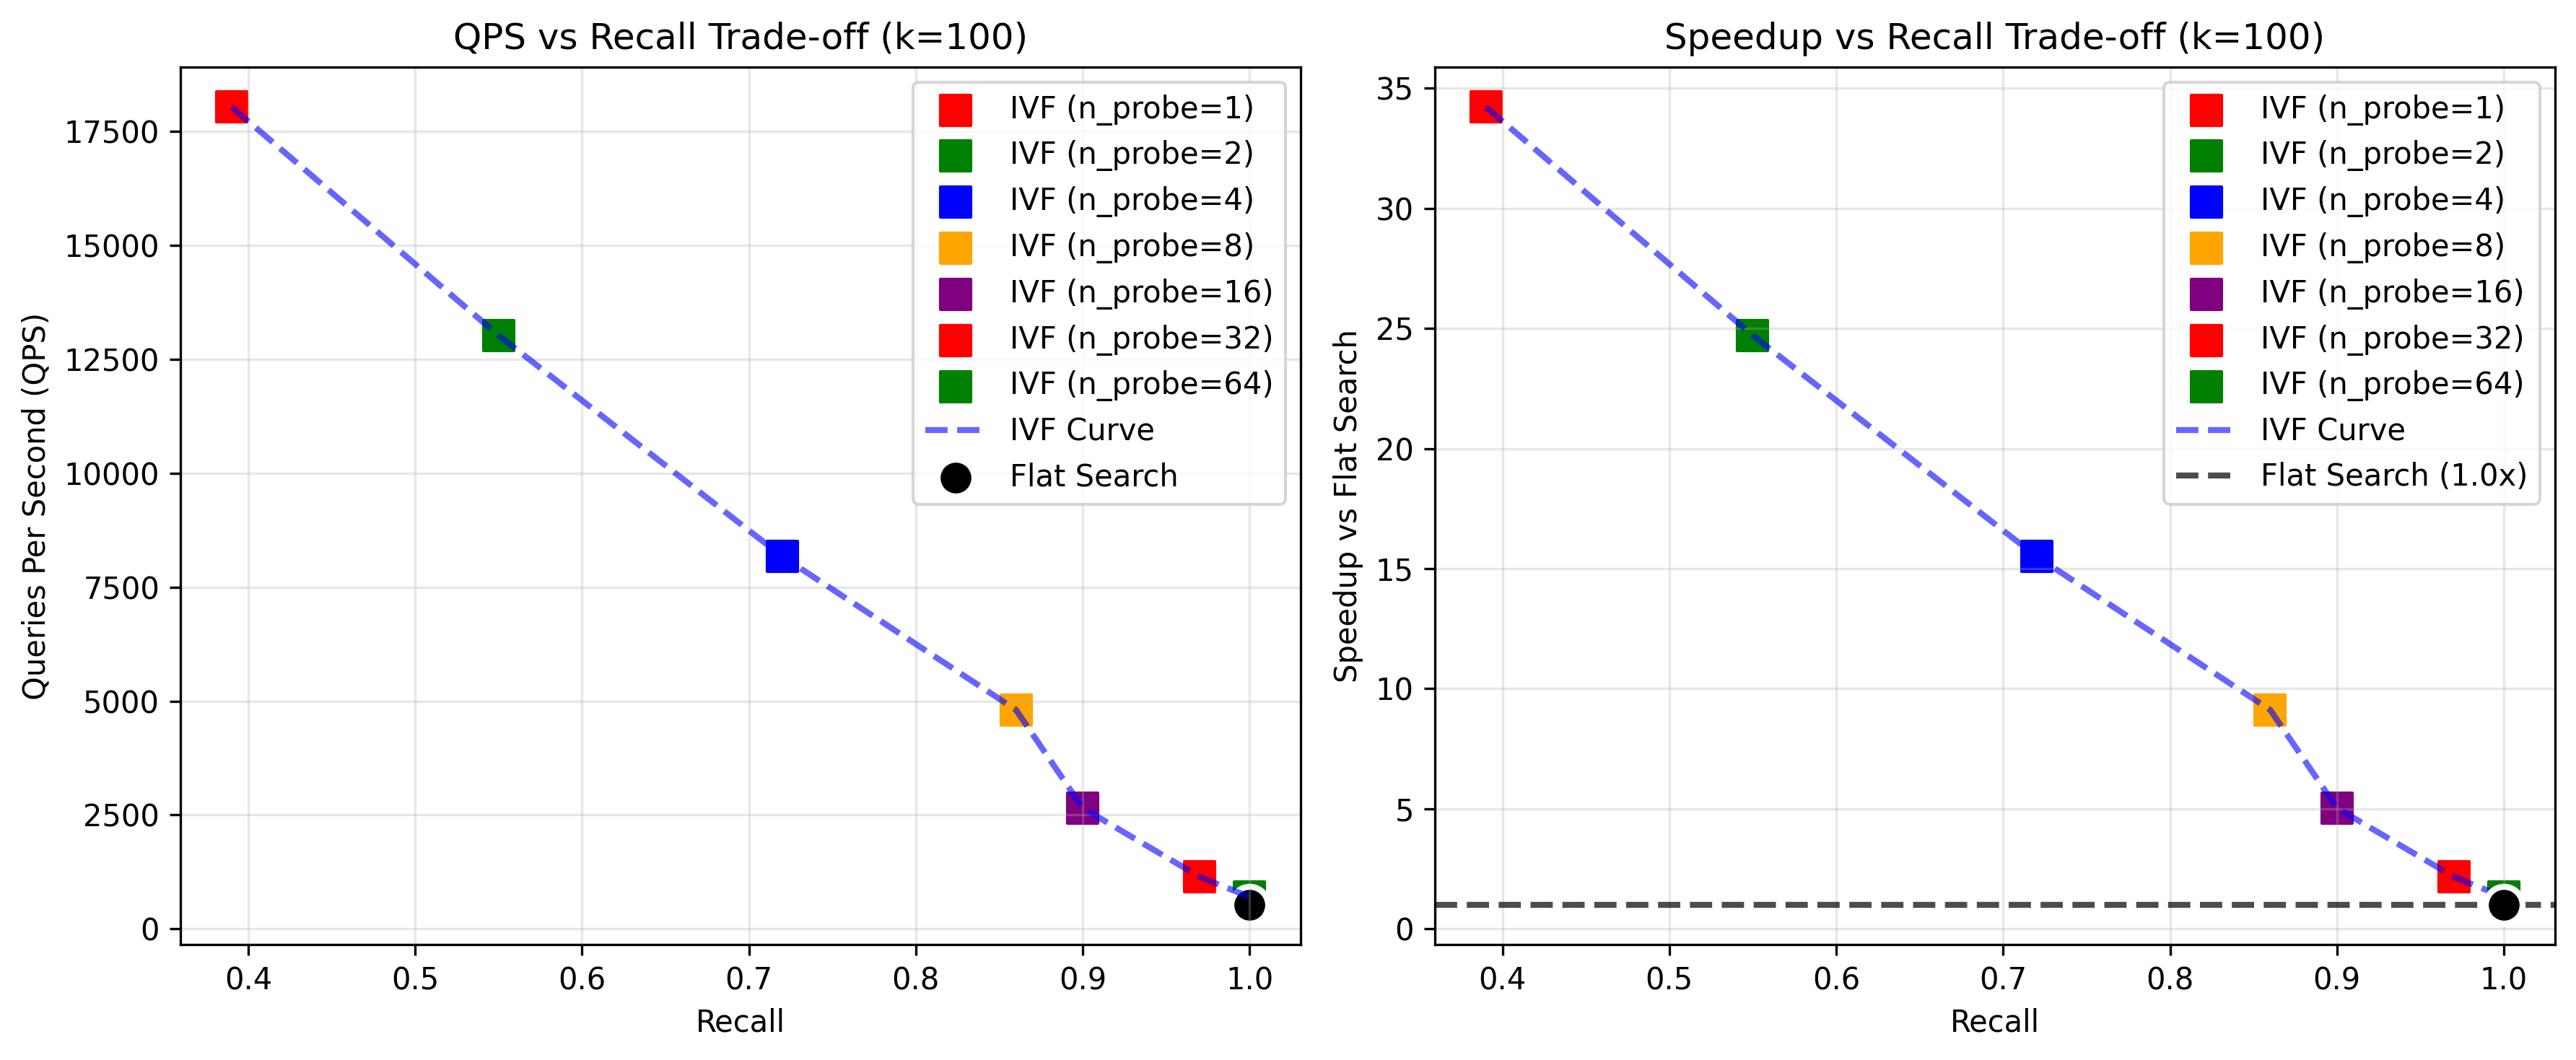 QPS vs Recall Trade-off (k=100)
17500
15000
12500
10000
7500
5000
2500
0
Queries Per Second (QPS)
0.4 0.5 0.6 0.7 0.8 0.9 1.0
Recall
IVF (n_probe=1)
IVF (n_probe=2)
IVF (n_probe=4)
IVF (n_probe=8)
IVF (n_probe=16)
IVF (n_probe=32)
IVF (n_probe=64)
IVF Curve
Flat Search
Speedup vs Recall Trade-off (k=100)
35
30
25
20
15
10
5
0
Speedup vs Flat Search
0.4 0.5 0.6 0.7 0.8 0.9 1.0
Recall
IVF (n_probe=1)
IVF (n_probe=2)
IVF (n_probe=4)
IVF (n_probe=8)
IVF (n_probe=16)
IVF (n_probe=32)
IVF (n_probe=64)
IVF Curve
Flat Search (1.0x)